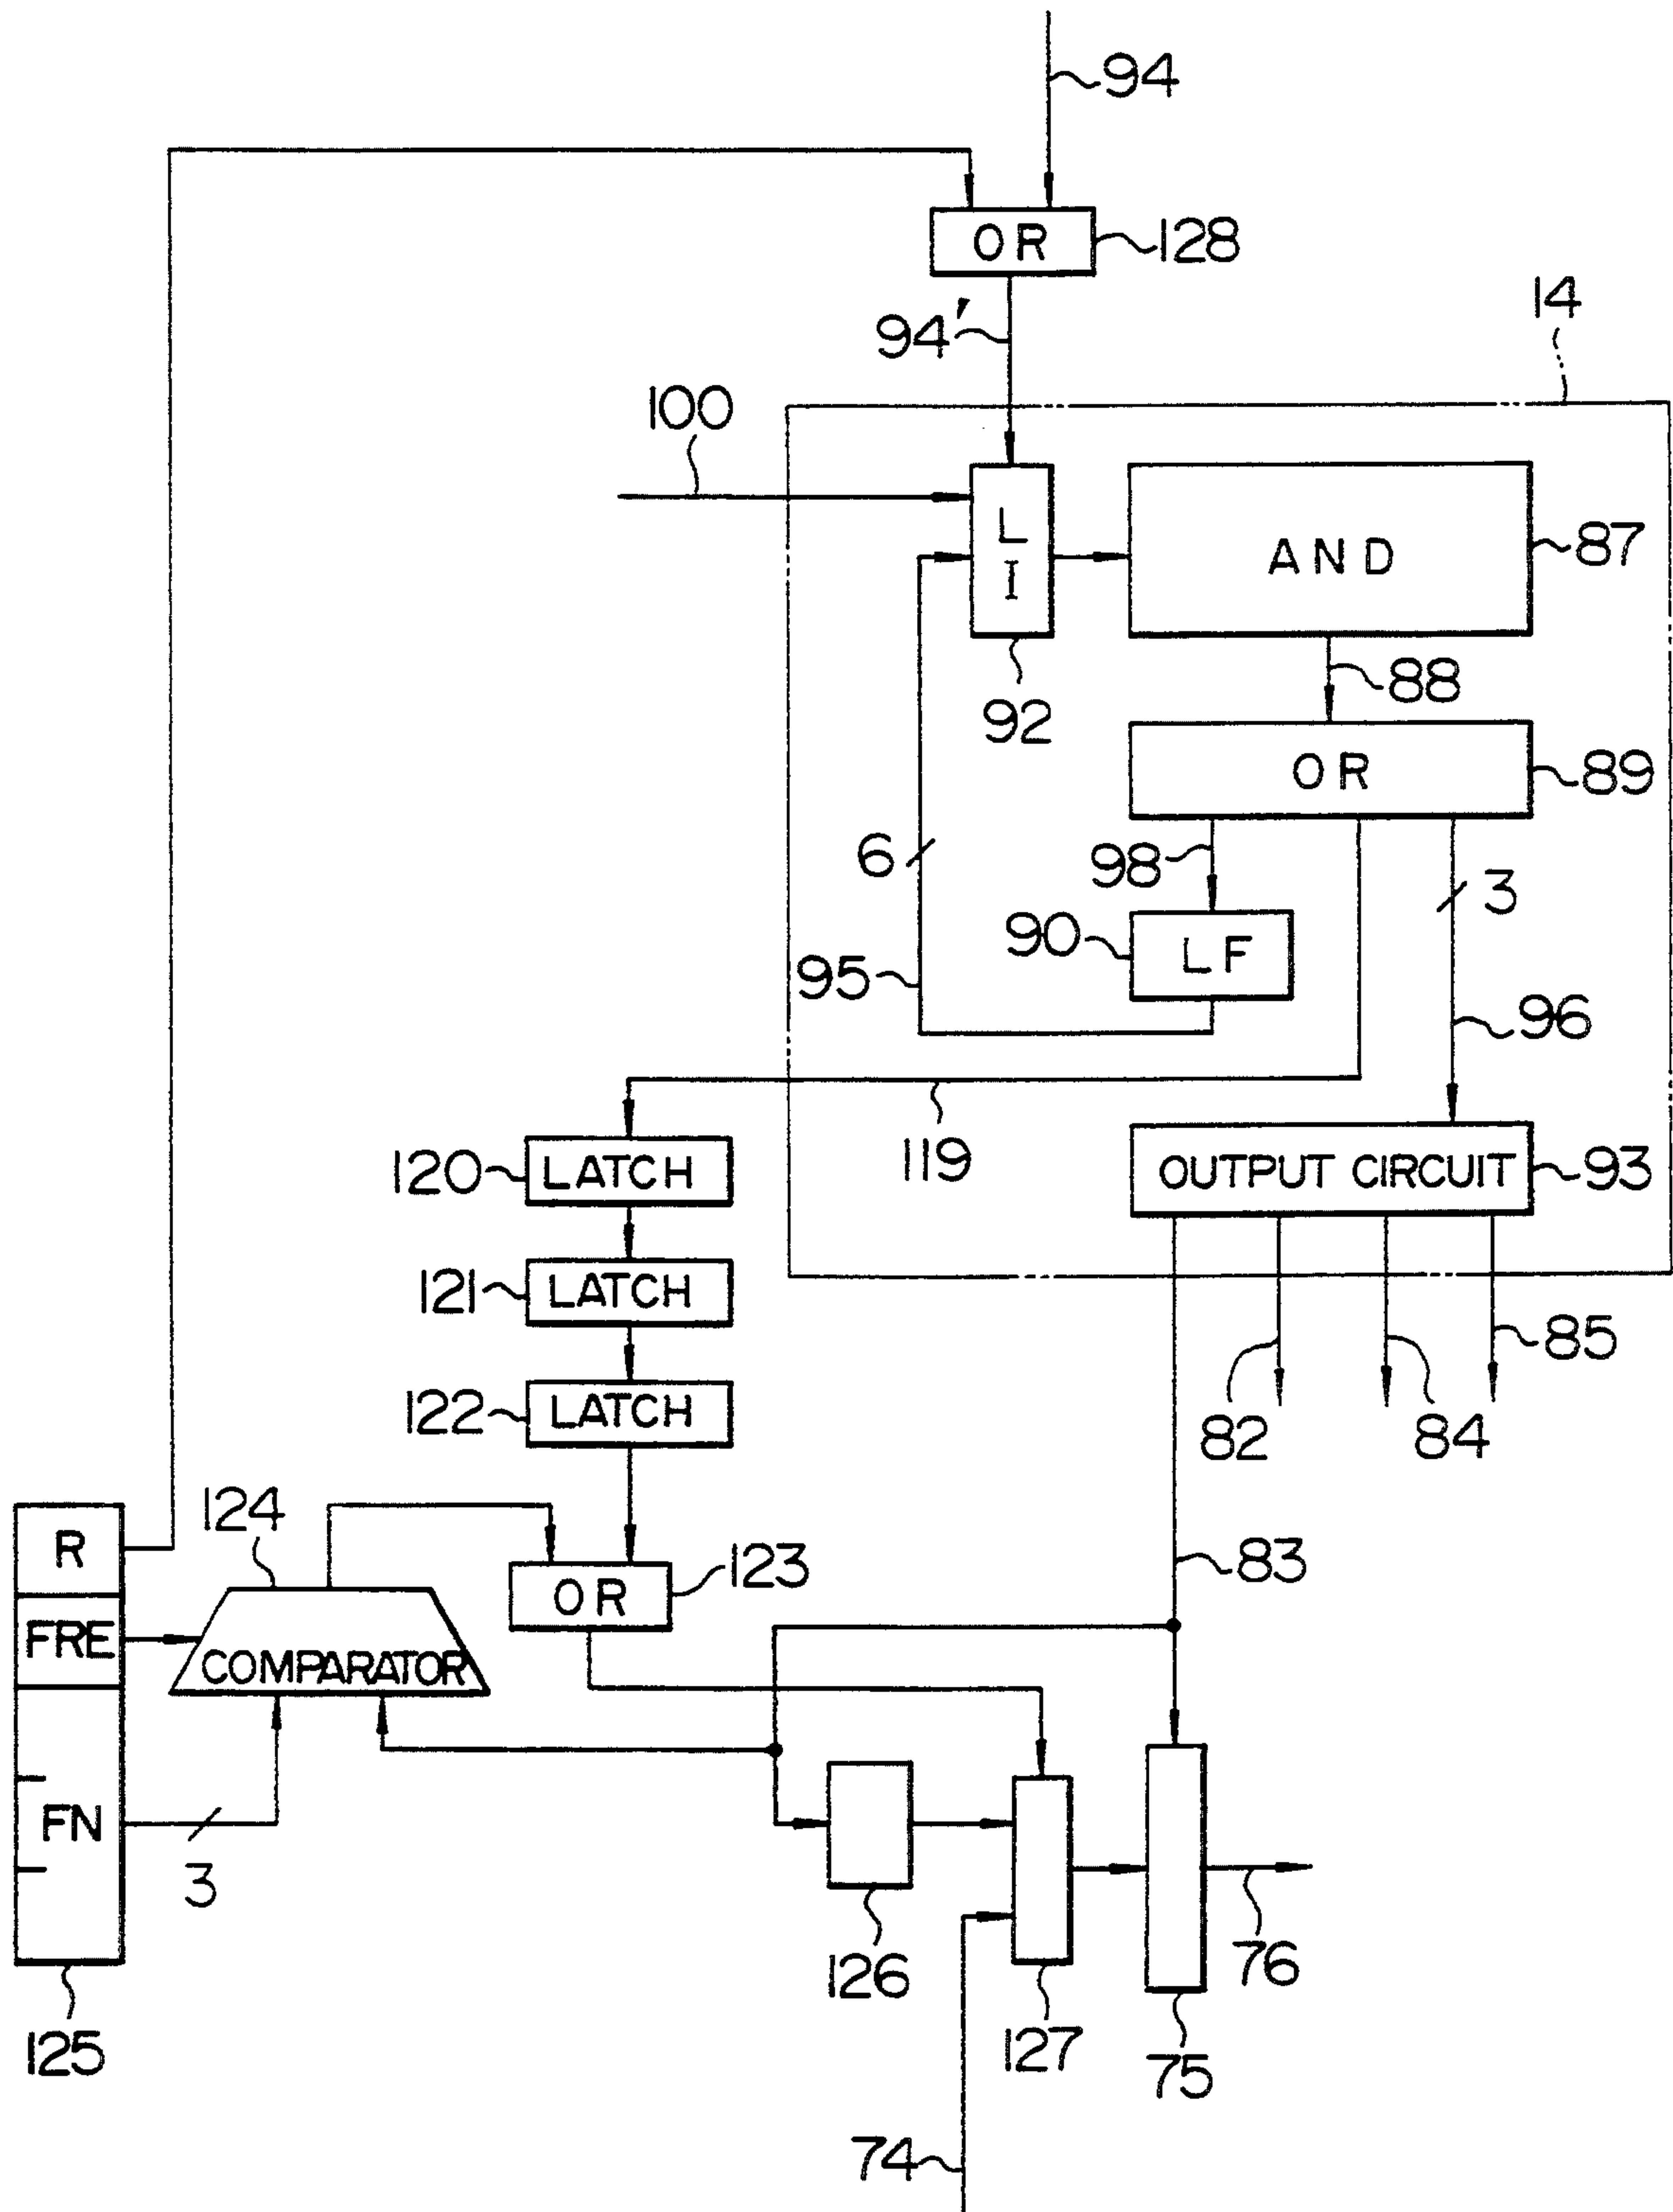 94
OR
128
94'
14
100
L
I
AND
87
92
88
OR
89
6
98
3
90
LF
95
96
119
120
LATCH
OUTPUT CIRCUIT
93
121
LATCH
85
122
LATCH
82
84
124
R
83
OR
123
FRE
COMPARATOR
FN
3
126
76
127
125
75
74